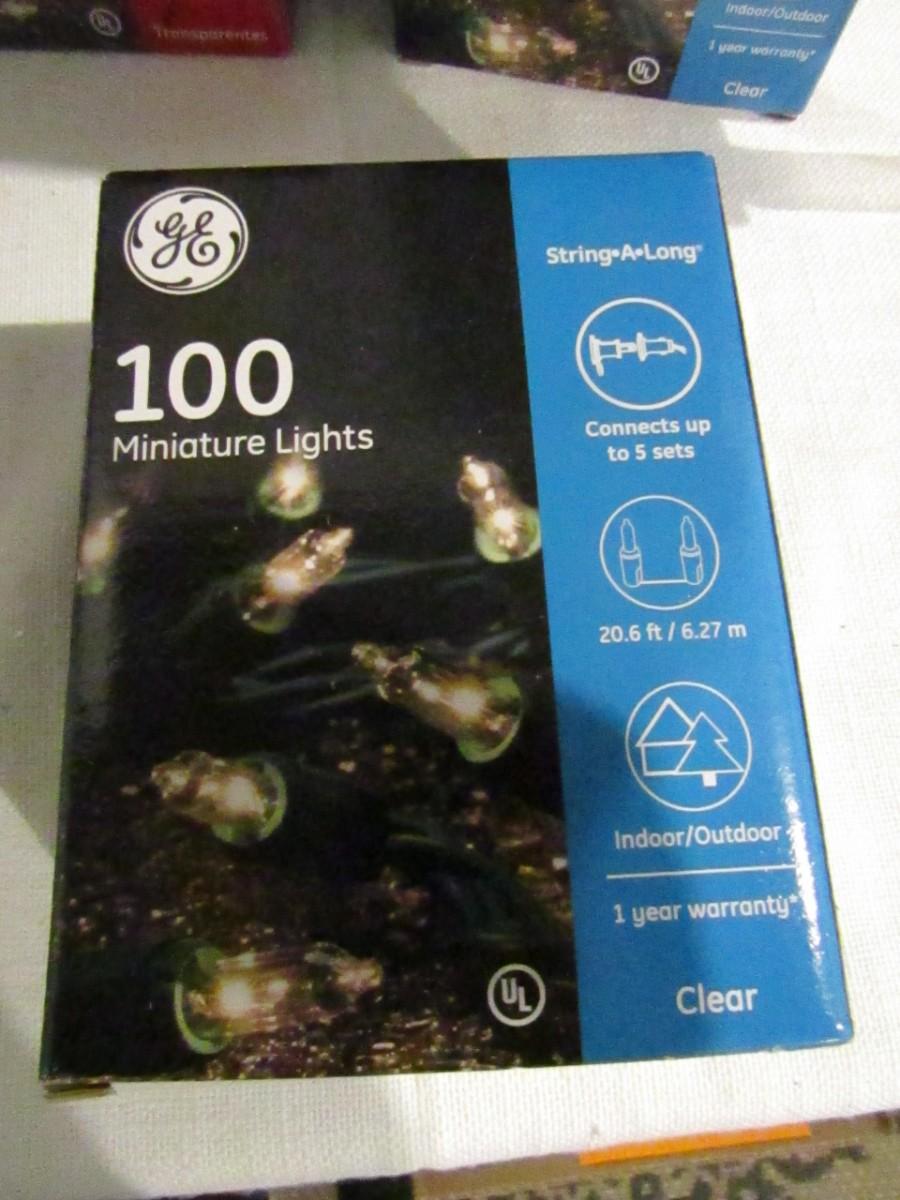 UL
Transparentes
UL
Indoor/Outdoor
1 year warranty*
Clear
GE
100
Miniature Lights
String•A•Long®
Connects up
to 5 sets
20.6 ft / 6.27 m
Indoor/Outdoor
1 year warranty*
UL
Clear